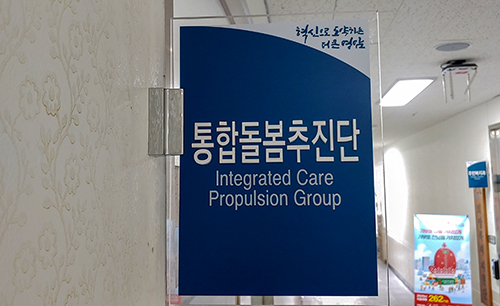 혁신으로 도약하는
더 큰 영암
통합돌봄추진단
Integrated Care
Propulsion Group
262